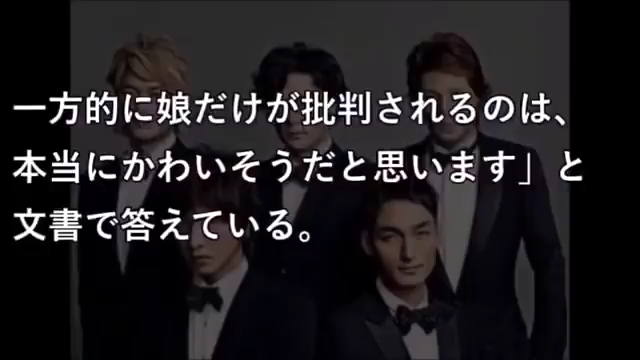 一方的に娘だけが批判されるのは、
本当にかわいそうだと思います」と
文書で答えている。